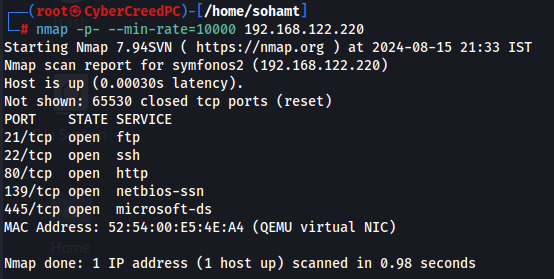 ┌──(root㉿CyberCreedPC)-[/home/sohamt]
└─# nmap -p- --min-rate=10000 192.168.122.220
Starting Nmap 7.94SVN ( https://nmap.org ) at 2024-08-15 21:33 IST
Nmap scan report for symfonos2 (192.168.122.220)
Host is up (0.00030s latency).
Not shown: 65530 closed tcp ports (reset)
PORT    STATE SERVICE
21/tcp  open  ftp
22/tcp  open  ssh
80/tcp  open  http
139/tcp open  netbios-ssn
445/tcp open  microsoft-ds
MAC Address: 52:54:00:E5:4E:A4 (QEMU virtual NIC)
Home
Nmap done: 1 IP address (1 host up) scanned in 0.98 seconds